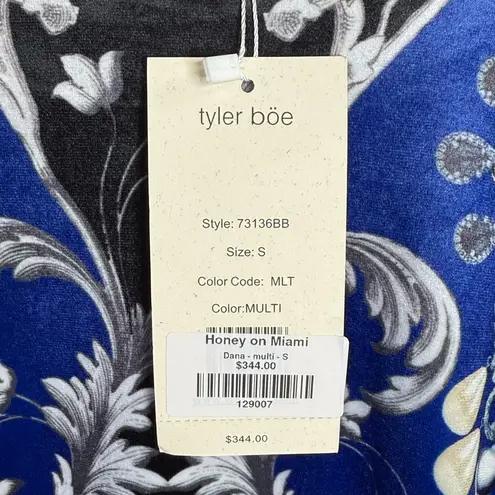 tyler böe
Style: 73136BB
Size: S
Color Code: MLT
Color:MULTI
Honey on Miami
Dana - multi - S
$344.00
129007
$344.00